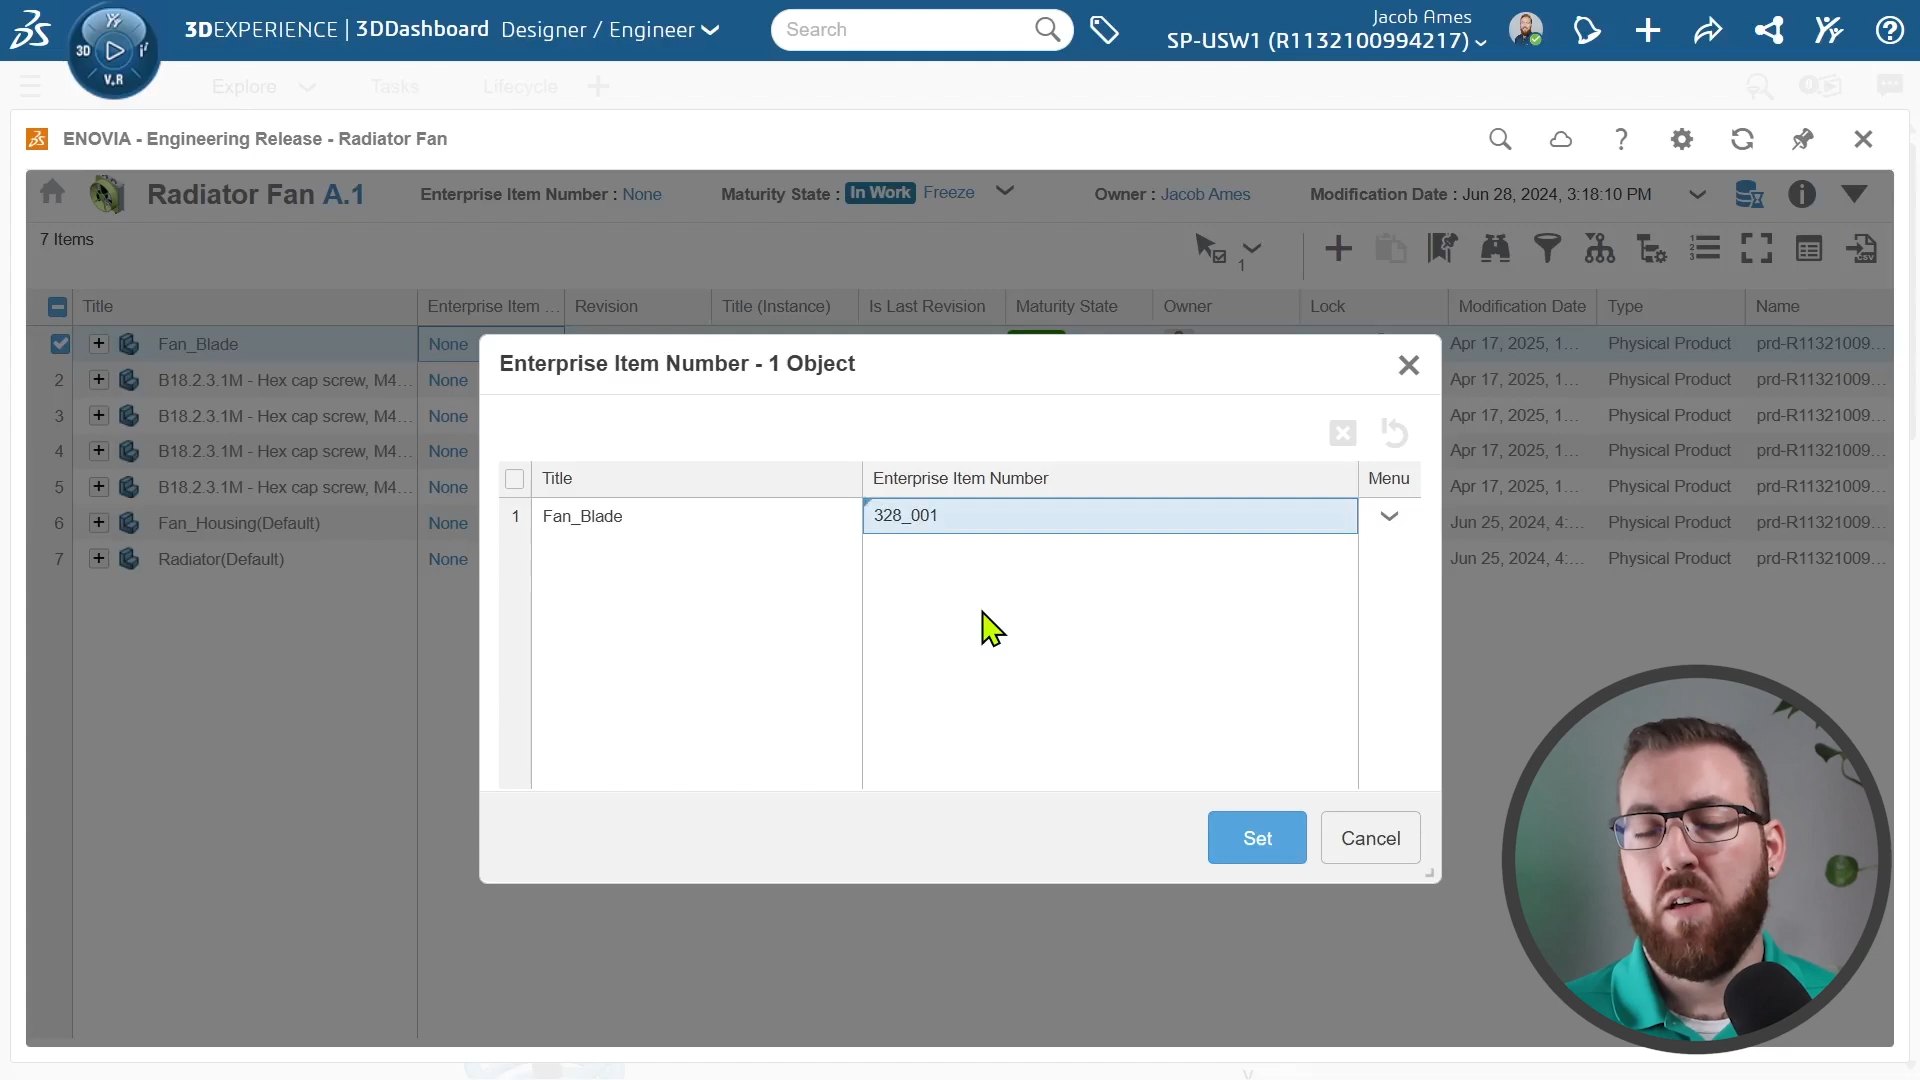 3DEXPERIENCE | 3DDashboard Designer / Engineer
Search
Jacob Ames
SP-USW1 (R1132100994217)
3D
V.R
Explore
Tasks
Lifecycle
ENOVIA - Engineering Release - Radiator Fan
Radiator Fan A.1
Enterprise Item Number : None
Maturity State : In Work Freeze
Owner : Jacob Ames
Modification Date : Jun 28, 2024, 3:18:10 PM
7 Items
1
Title Enterprise Item ... Revision Title (Instance) Is Last Revision Maturity State Owner Lock Modification Date Type Name
Fan_Blade None Apr 17, 2025, 1... Physical Product prd-R11321009...
2 B18.2.3.1M - Hex cap screw, M4... None Apr 17, 2025, 1... Physical Product prd-R11321009...
3 B18.2.3.1M - Hex cap screw, M4... None Apr 17, 2025, 1... Physical Product prd-R11321009...
4 B18.2.3.1M - Hex cap screw, M4... None Apr 17, 2025, 1... Physical Product prd-R11321009...
5 B18.2.3.1M - Hex cap screw, M4... None Apr 17, 2025, 1... Physical Product prd-R11321009...
6 Fan_Housing(Default) None Jun 25, 2024, 4:... Physical Product prd-R11321009...
7 Radiator(Default) None Jun 25, 2024, 4:... Physical Product prd-R11321009...
Enterprise Item Number - 1 Object
Title Enterprise Item Number Menu
1 Fan_Blade 328_001
Set Cancel